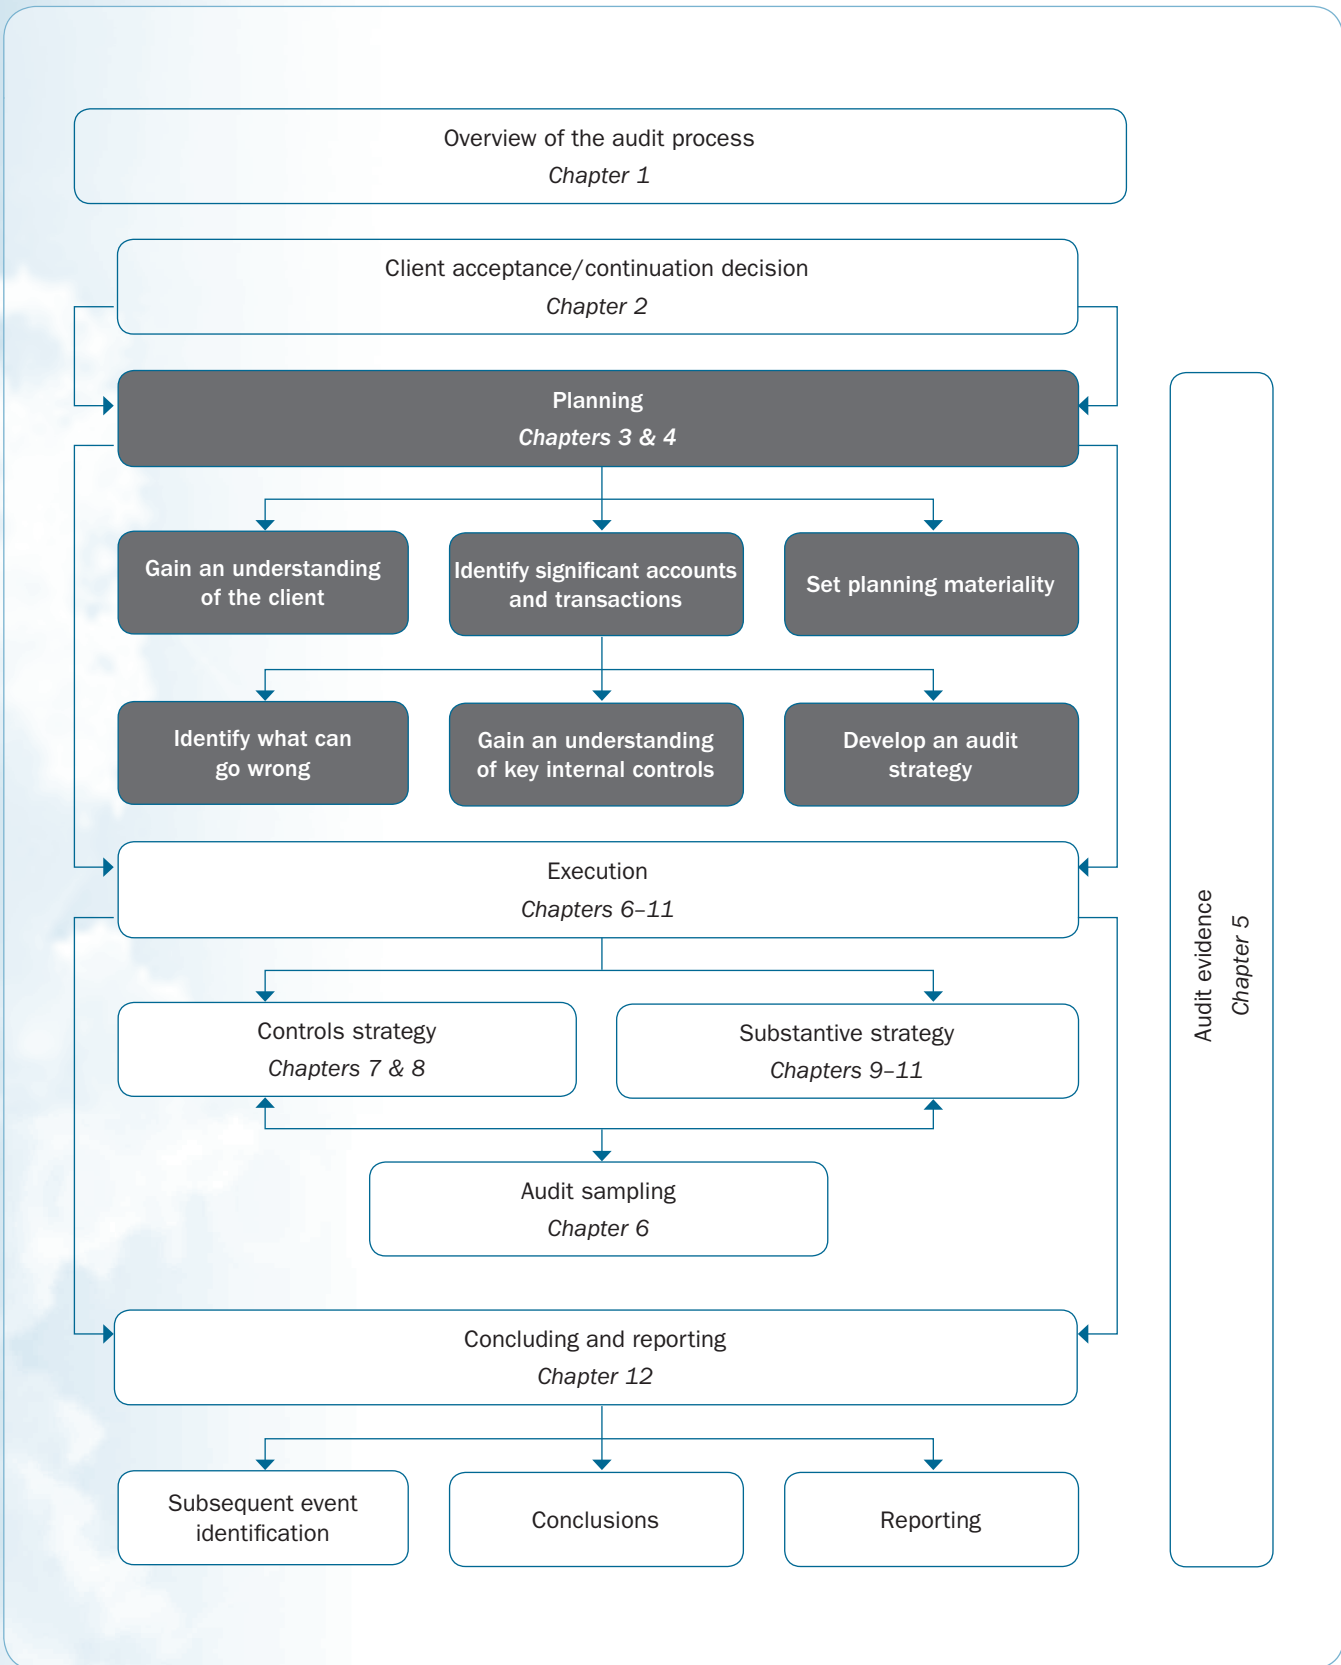 Overview of the audit process
Chapter 1
Client acceptance/continuation decision
Chapter 2
Planning
Chapters 3 & 4
Gain an understanding
of the client
Identify significant accounts
and transactions
Set planning materiality
Identify what can
go wrong
Gain an understanding
of key internal controls
Develop an audit
strategy
Execution
Chapters 6–11
Controls strategy
Chapters 7 & 8
Substantive strategy
Chapters 9–11
Audit sampling
Chapter 6
Concluding and reporting
Chapter 12
Subsequent event
identification
Conclusions
Reporting
Audit evidence
Chapter 5